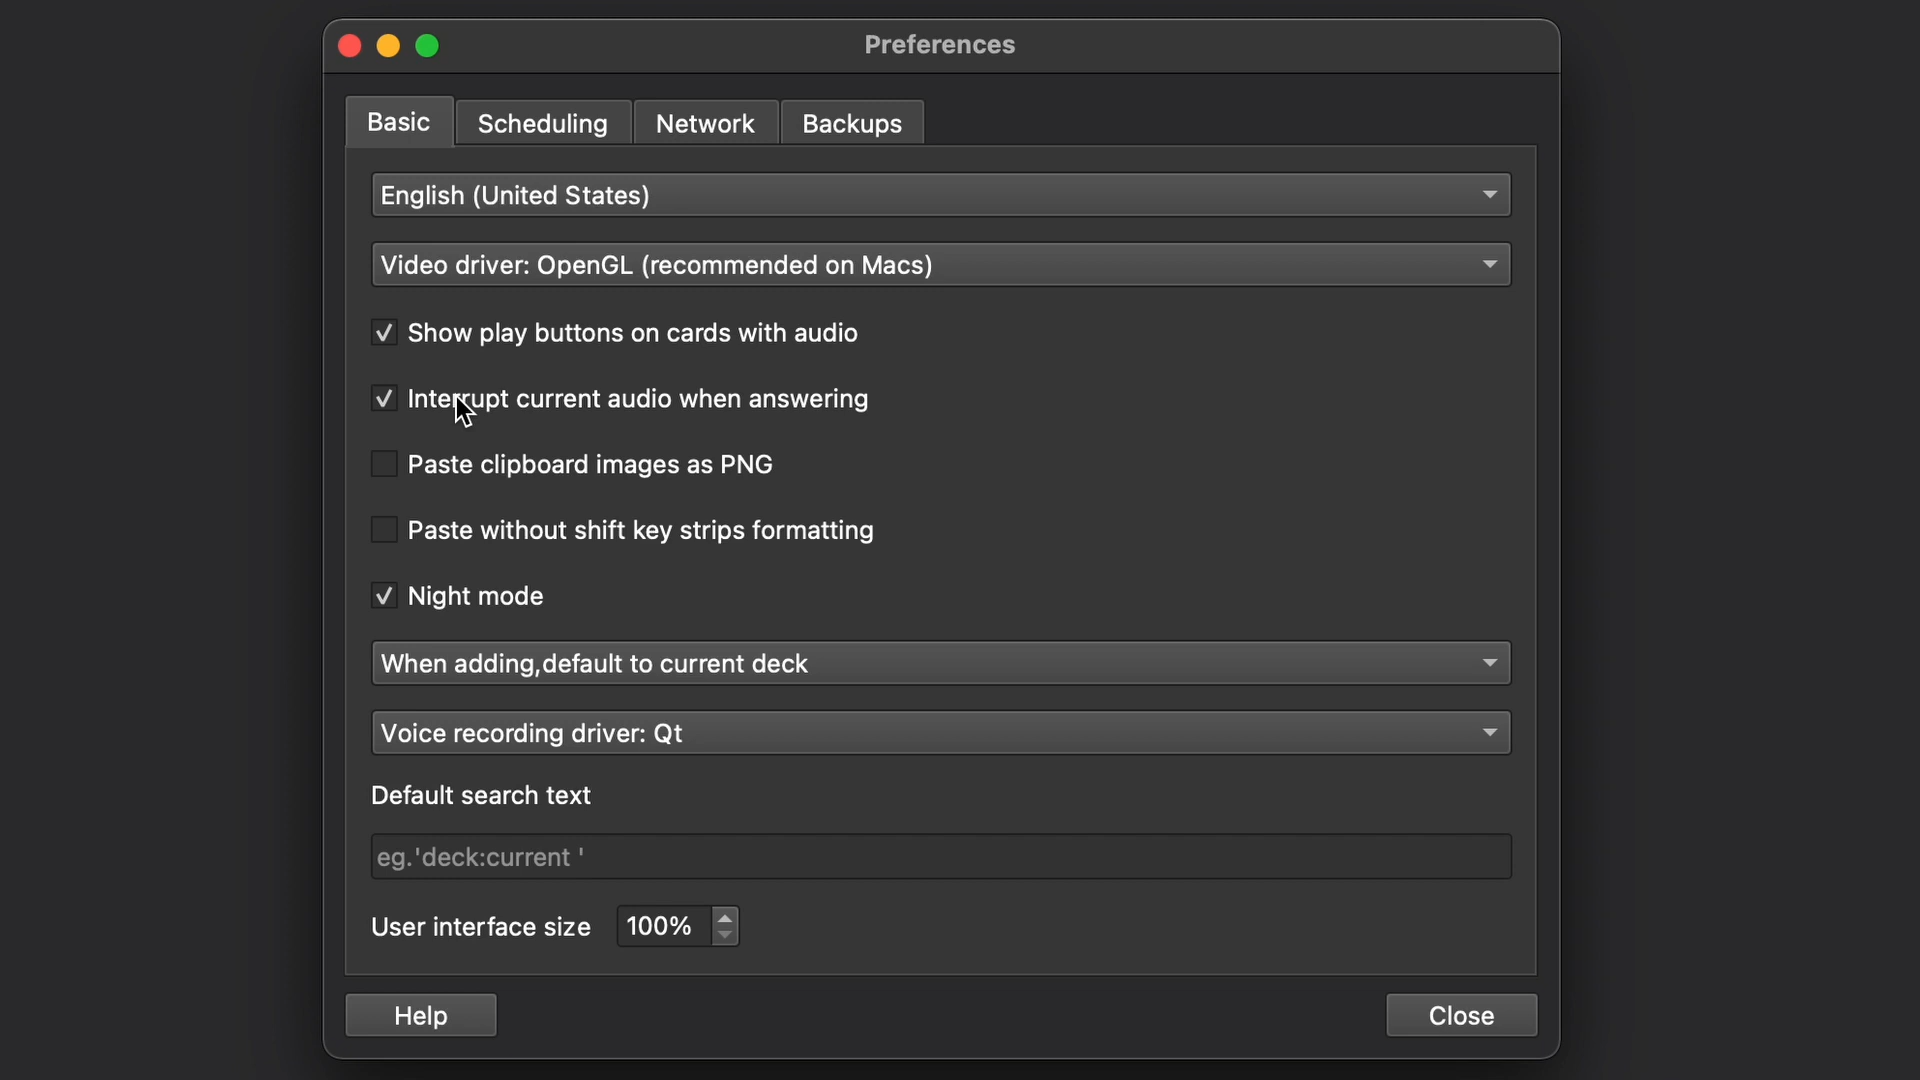 Preferences
Basic Scheduling Network Backups
English (United States)
Video driver: OpenGL (recommended on Macs)
Show play buttons on cards with audio
Interrupt current audio when answering
Paste clipboard images as PNG
Paste without shift key strips formatting
Night mode
When adding,default to current deck
Voice recording driver: Qt
Default search text
eg.'deck:current '
User interface size 100%
Help Close